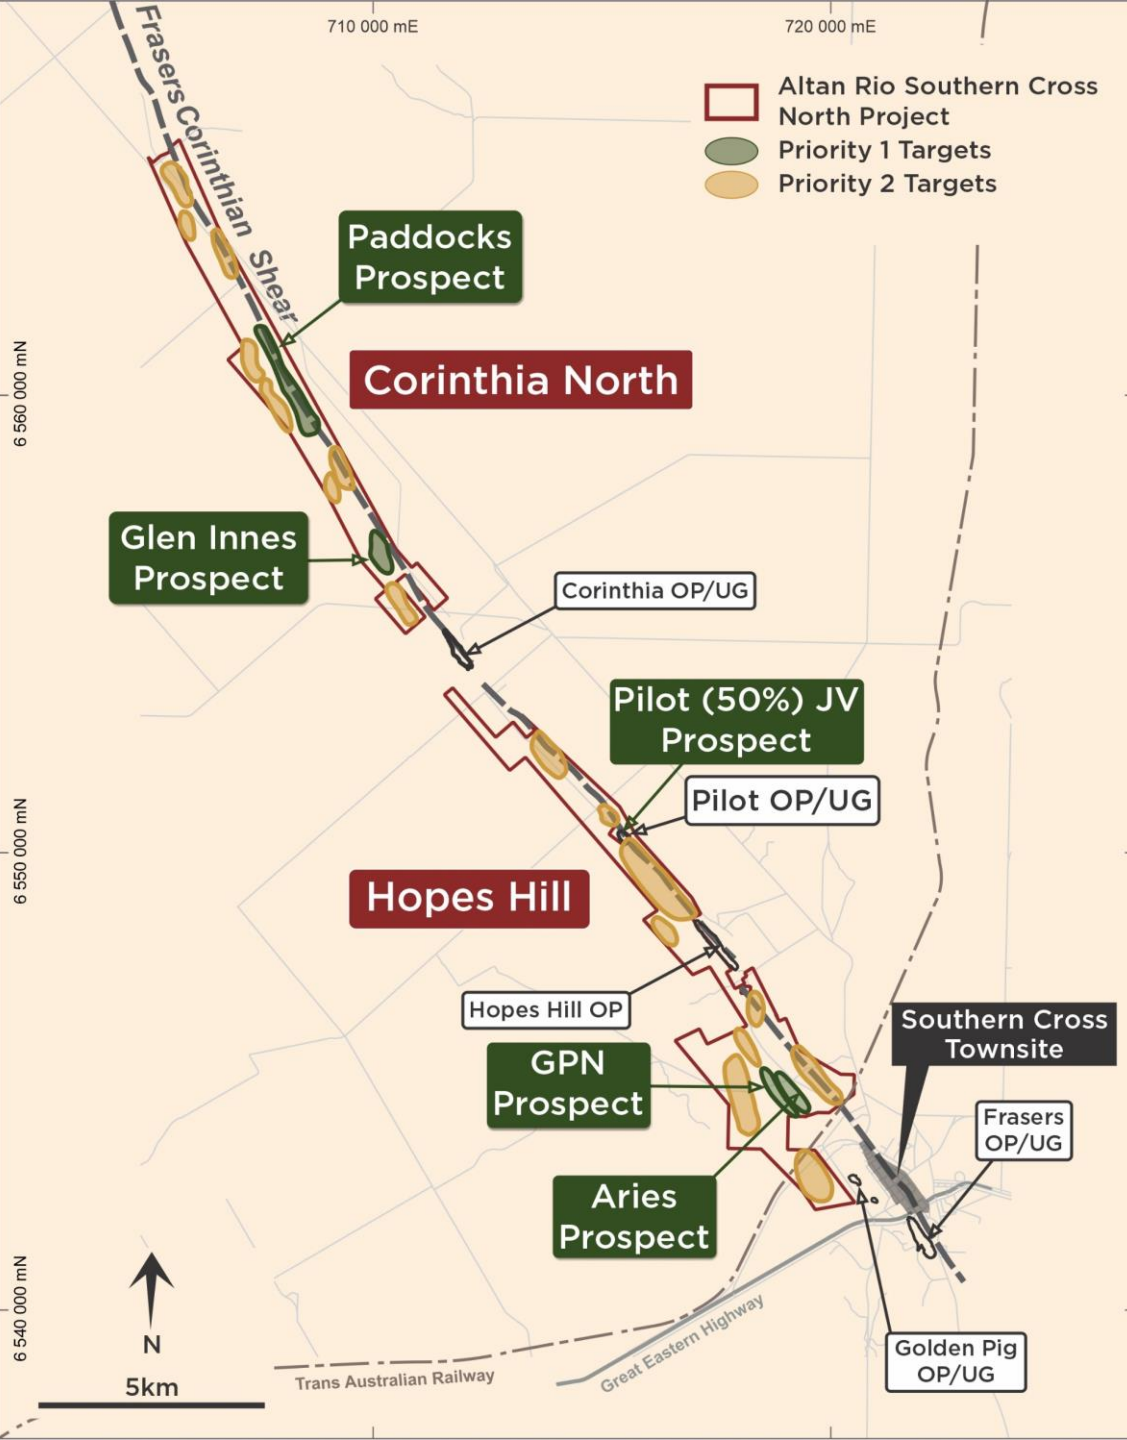 710 000 mE
720 000 mE
Frasers Corinthian Shear
Altan Rio Southern Cross
North Project
Priority 1 Targets
Priority 2 Targets
Paddocks
Prospect
6 560 000 mN
Corinthia North
Glen Innes
Prospect
Corinthia OP/UG
Pilot (50%) JV
Prospect
Pilot OP/UG
6 550 000 mN
Hopes Hill
Hopes Hill OP
Southern Cross
Townsite
GPN
Prospect
Frasers
OP/UG
Aries
Prospect
6 540 000 mN
N
5km
Great Eastern Highway
Trans Australian Railway
Golden Pig
OP/UG